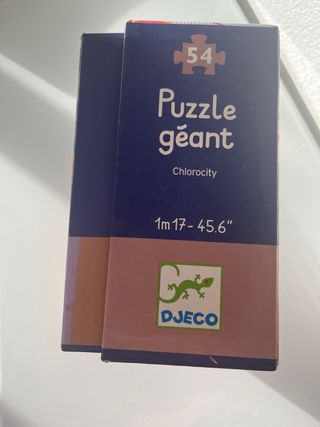 54
Puzzle
géant
Chlorocity
1m17 - 45.6"
DJECO